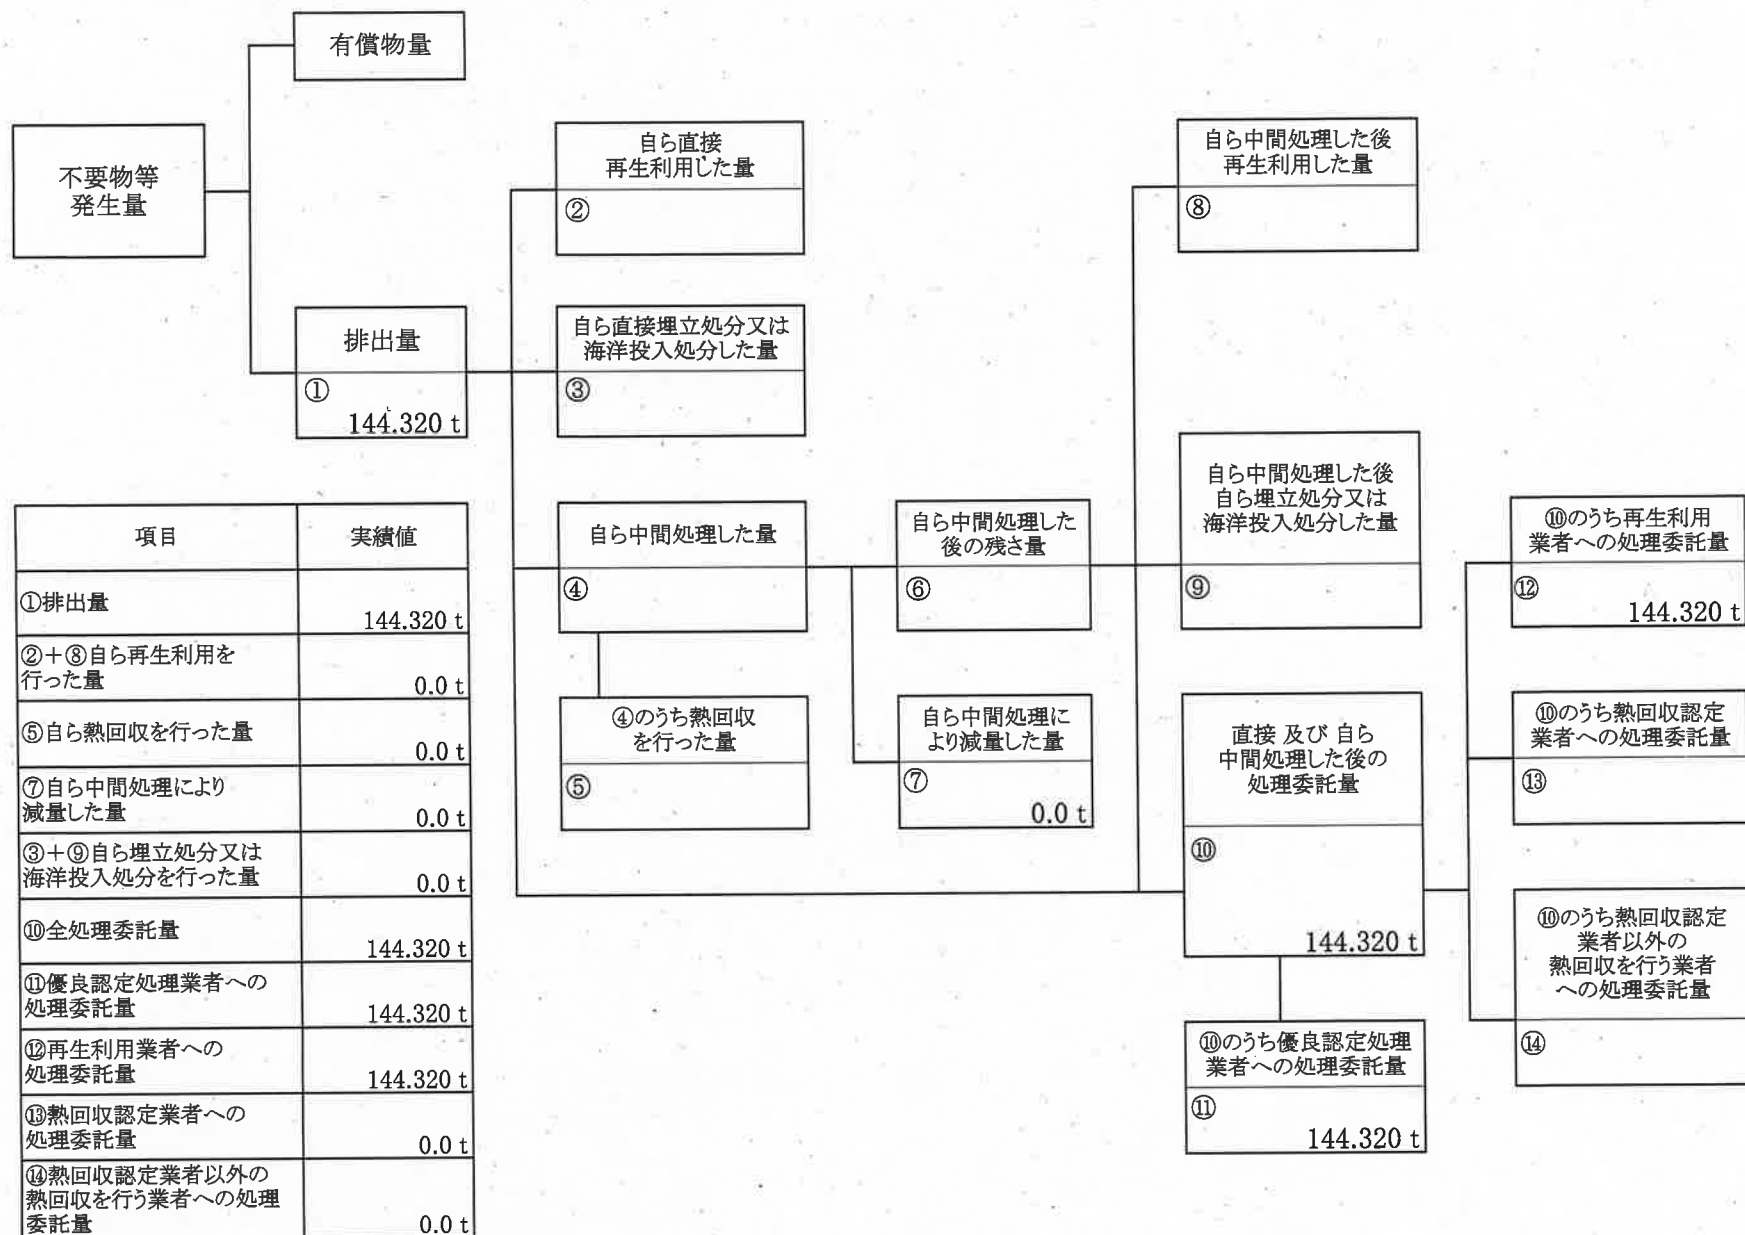 有償物量
不要物等
発生量
排出量
①
144.320 t
自ら直接
再生利用した量
②
自ら直接埋立処分又は
海洋投入処分した量
③
自ら中間処理した量
④
④のうち熱回収
を行った量
⑤
自ら中間処理した
後の残さ量
⑥
自ら中間処理に
より減量した量
⑦
0.0 t
自ら中間処理した後
再生利用した量
⑧
自ら中間処理した後
自ら埋立処分又は
海洋投入処分した量
⑨
直接 及び 自ら
中間処理した後の
処理委託量
⑩
144.320 t
⑩のうち優良認定処理
業者への処理委託量
⑪
144.320 t
⑩のうち再生利用
業者への処理委託量
⑫
144.320 t
⑩のうち熱回収認定
業者への処理委託量
⑬
⑩のうち熱回収認定
業者以外の
熱回収を行う業者
への処理委託量
⑭
項目 実績値
①排出量
144.320 t
②+⑧自ら再生利用を
行った量
0.0 t
⑤自ら熱回収を行った量
0.0 t
⑦自ら中間処理により
減量した量
0.0 t
③+⑨自ら埋立処分又は
海洋投入処分を行った量
0.0 t
⑩全処理委託量
144.320 t
⑪優良認定処理業者への
処理委託量
144.320 t
⑫再生利用業者への
処理委託量
144.320 t
⑬熱回収認定業者への
処理委託量
0.0 t
⑭熱回収認定業者以外の
熱回収を行う業者への処理
委託量
0.0 t